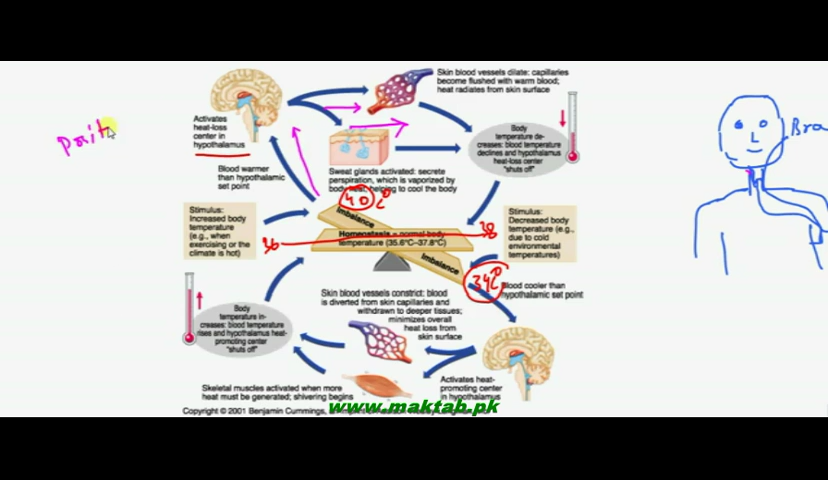 Skin blood vessels dilate: capillaries
become flushed with warm blood;
heat radiates from skin surface
Activates
heat-loss
center in
hypothalamus
Body
temperature de-
creases: blood temperature
declines and hypothalamus
heat-loss center
"shuts off"
Sweat glands activated: secrete
perspiration, which is vaporized by
body heat, helping to cool the body
Blood warmer
than hypothalamic
set point
40 C°
Imbalance
Stimulus:
Increased body
temperature
(e.g., when
exercising or the
climate is hot)
36
Homeostasis = normal body
temperature (35.6°C–37.8°C)
38
Stimulus:
Decreased body
temperature (e.g.,
due to cold
environmental
temperatures)
Imbalance
34C°
Blood cooler than
hypothalamic set point
Skin blood vessels constrict: blood
is diverted from skin capillaries and
withdrawn to deeper tissues;
minimizes overall
heat loss from
skin surface
Body
temperature in-
creases: blood temperature
rises and hypothalamus heat-
promoting center
"shuts off"
Activates heat-
promoting center
in hypothalamus
Skeletal muscles activated when more
heat must be generated; shivering begins
Copyright © 2001 Benjamin Cummings,
www.maktab.pk
Posit
Bra